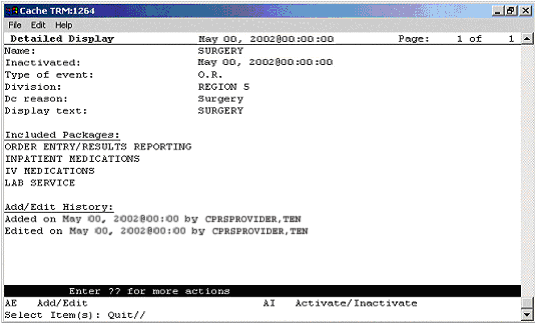 Cache TRM:1264
File Edit Help
Detailed Display May 00, 2002@00:00:00 Page: 1 of 1
Name: SURGERY
Inactivated: May 00, 2002@00:00:00
Type of event: O.R.
Division: REGION 5
Dc reason: Surgery
Display text: SURGERY
Included Packages:
ORDER ENTRY/RESULTS REPORTING
INPATIENT MEDICATIONS
IV MEDICATIONS
LAB SERVICE
Add/Edit History:
Added on May 00, 2002@00:00 by CPRSPROVIDER,TEN
Edited on May 00, 2002@00:00 by CPRSPROVIDER,TEN
Enter ?? for more actions
AE Add/Edit AI Activate/Inactivate
Select Item(s): Quit//